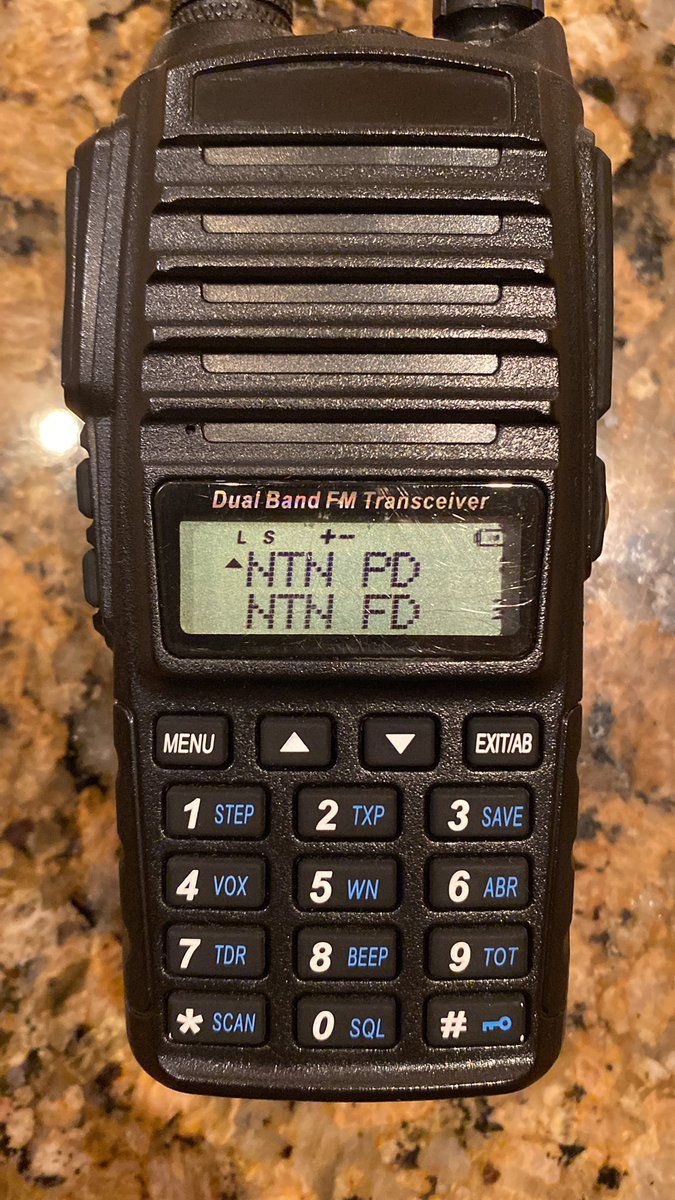 Dual Band FM Transceiver
L S +-
▲NTN PD
NTN FD
MENU ▲ ▼ EXIT/AB
1 STEP 2 TXP 3 SAVE
4 VOX 5 WN 6 ABR
7 TDR 8 BEEP 9 TOT
* SCAN 0 SQL #